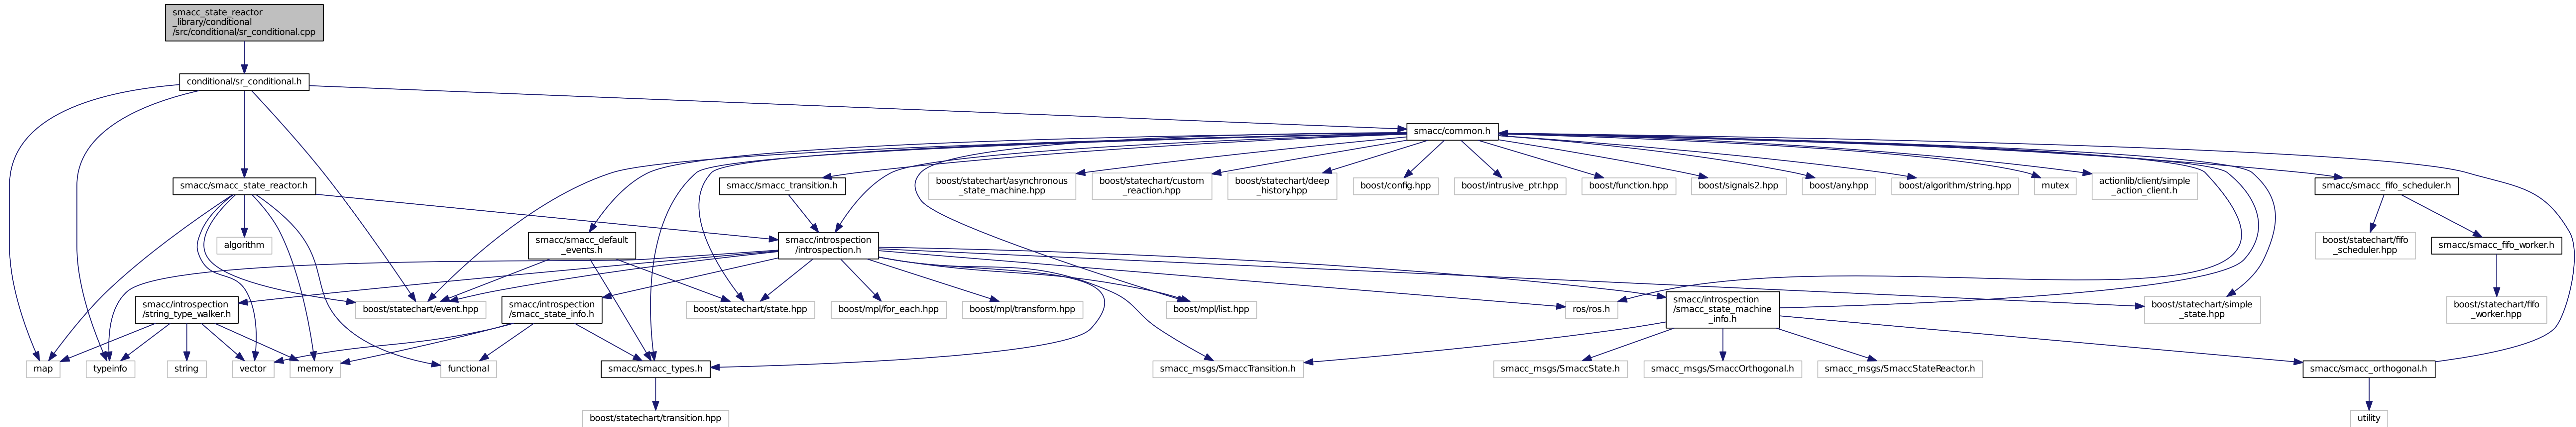 smacc_state_reactor
_library/conditional
/src/conditional/sr_conditional.cpp
conditional/sr_conditional.h
smacc/common.h
smacc/smacc_state_reactor.h
smacc/smacc_transition.h
boost/statechart/asynchronous
_state_machine.hpp
boost/statechart/custom
_reaction.hpp
boost/statechart/deep
_history.hpp
boost/config.hpp
boost/intrusive_ptr.hpp
boost/function.hpp
boost/signals2.hpp
boost/any.hpp
boost/algorithm/string.hpp
mutex
actionlib/client/simple
_action_client.h
smacc/smacc_fifo_scheduler.h
algorithm
smacc/smacc_default
_events.h
smacc/introspection
/introspection.h
boost/statechart/fifo
_scheduler.hpp
smacc/smacc_fifo_worker.h
smacc/introspection
/string_type_walker.h
boost/statechart/event.hpp
smacc/introspection
/smacc_state_info.h
boost/statechart/state.hpp
boost/mpl/for_each.hpp
boost/mpl/transform.hpp
boost/mpl/list.hpp
ros/ros.h
smacc/introspection
/smacc_state_machine
_info.h
boost/statechart/simple
_state.hpp
boost/statechart/fifo
_worker.hpp
map
typeinfo
string
vector
memory
functional
smacc/smacc_types.h
smacc_msgs/SmaccTransition.h
smacc_msgs/SmaccState.h
smacc_msgs/SmaccOrthogonal.h
smacc_msgs/SmaccStateReactor.h
smacc/smacc_orthogonal.h
boost/statechart/transition.hpp
utility